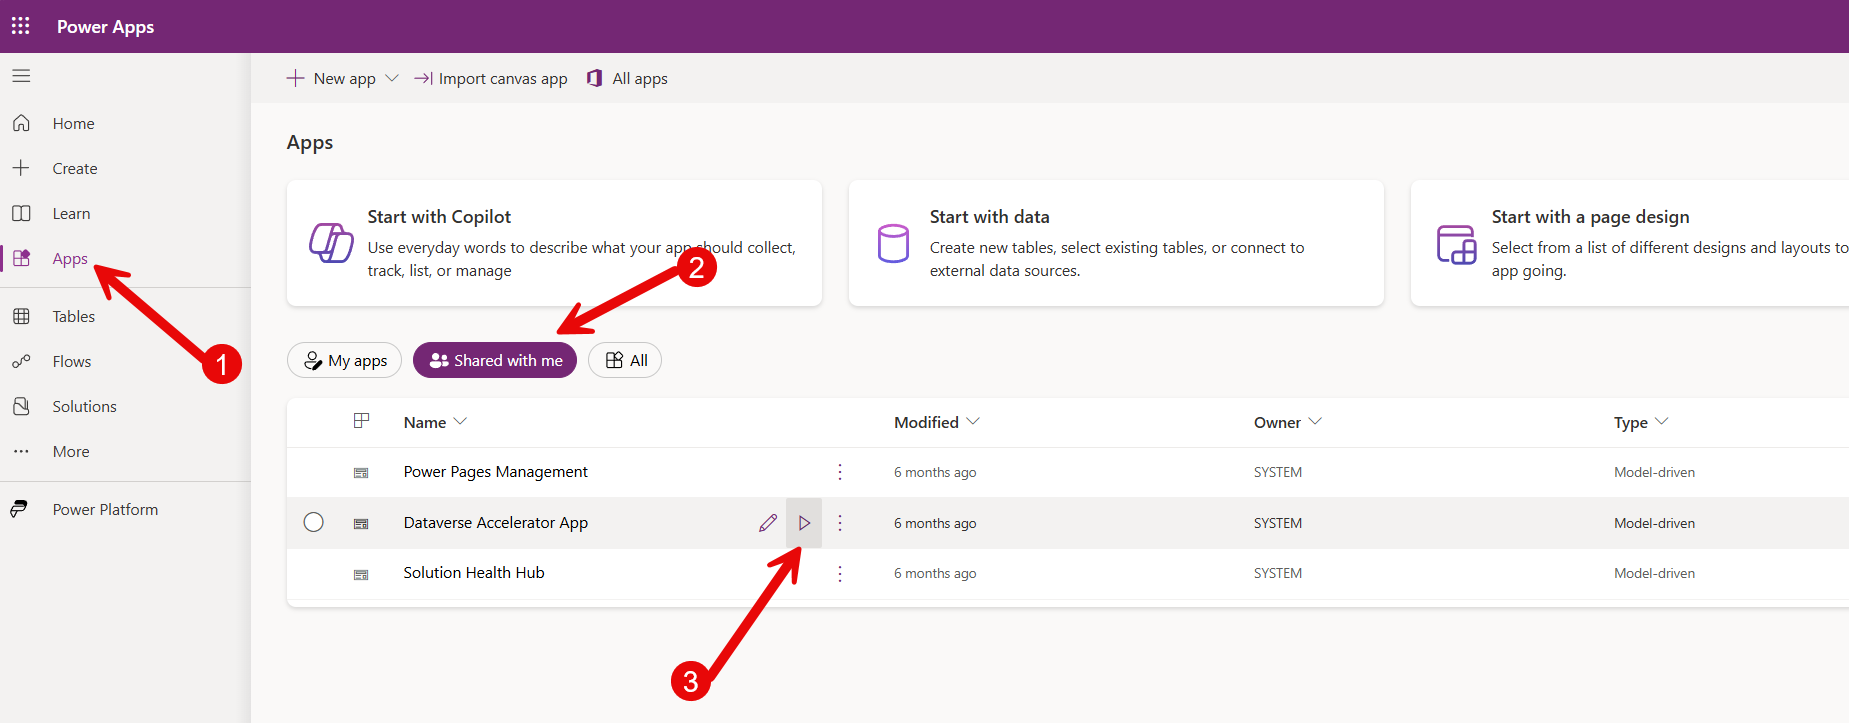 Power Apps
New app
Import canvas app
All apps
Home
Create
Learn
Apps
Tables
Flows
Solutions
More
Power Platform
1
Apps
Start with Copilot
Use everyday words to describe what your app should collect,
track, list, or manage
Start with data
Create new tables, select existing tables, or connect to
external data sources.
Start with a page design
Select from a list of different designs and layouts to
app going.
2
My apps
Shared with me
All
Name Modified Owner Type
Power Pages Management 6 months ago SYSTEM Model-driven
Dataverse Accelerator App 6 months ago SYSTEM Model-driven
Solution Health Hub 6 months ago SYSTEM Model-driven
3